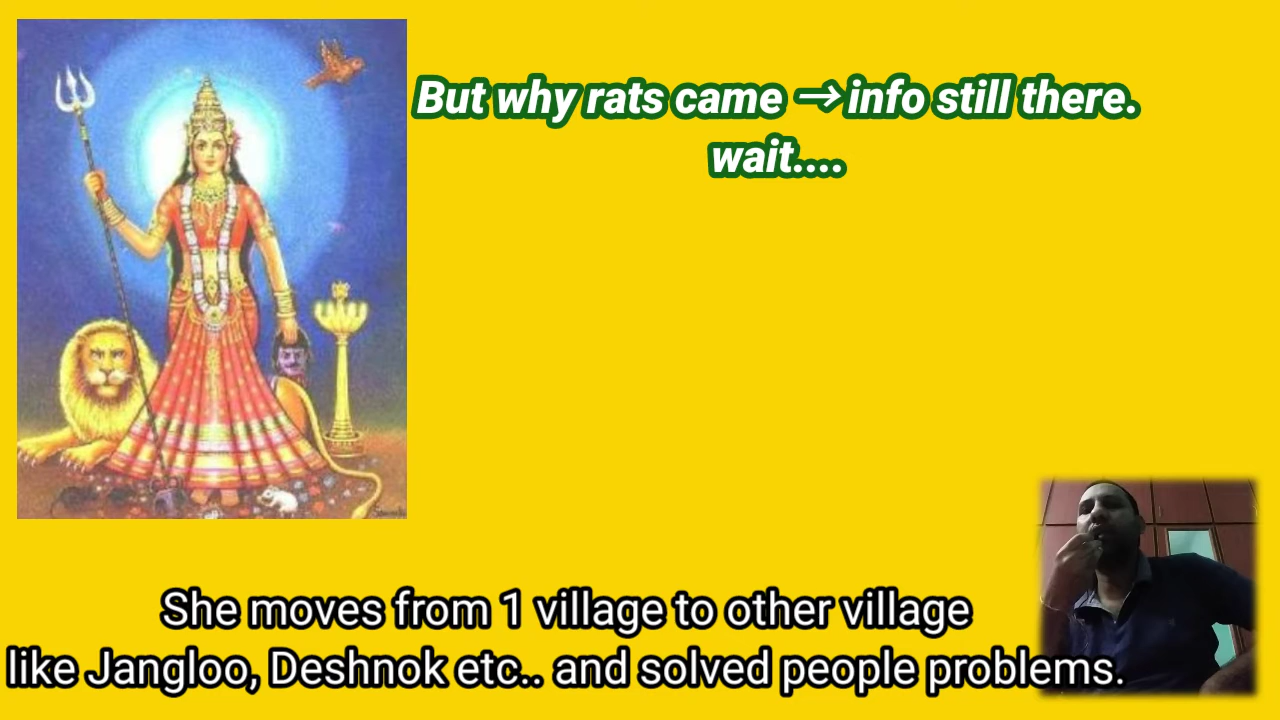 But why rats came → info still there.
wait....
She moves from 1 village to other village
like Jangloo, Deshnok etc.. and solved people problems.